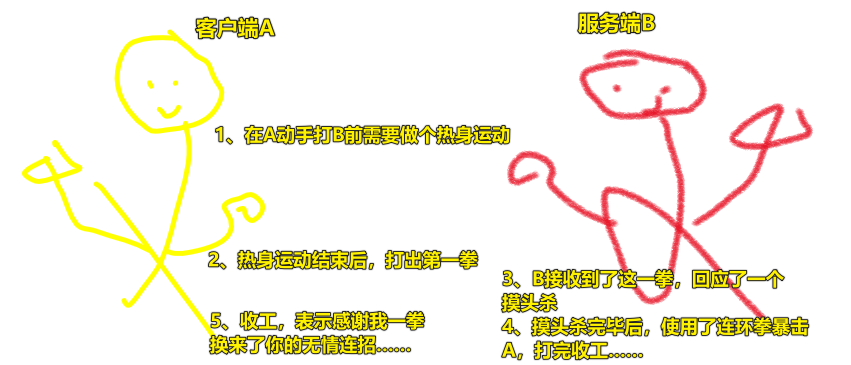 客户端A
服务端B
1、在A动手打B前需要做个热身运动
2、热身运动结束后，打出第一拳
3、B接收到了这一拳，回应了一个
摸头杀
4、摸头杀完毕后，使用了连环拳暴击
A，打完收工......
5、收工，表示感谢我一拳
换来了你的无情连招......